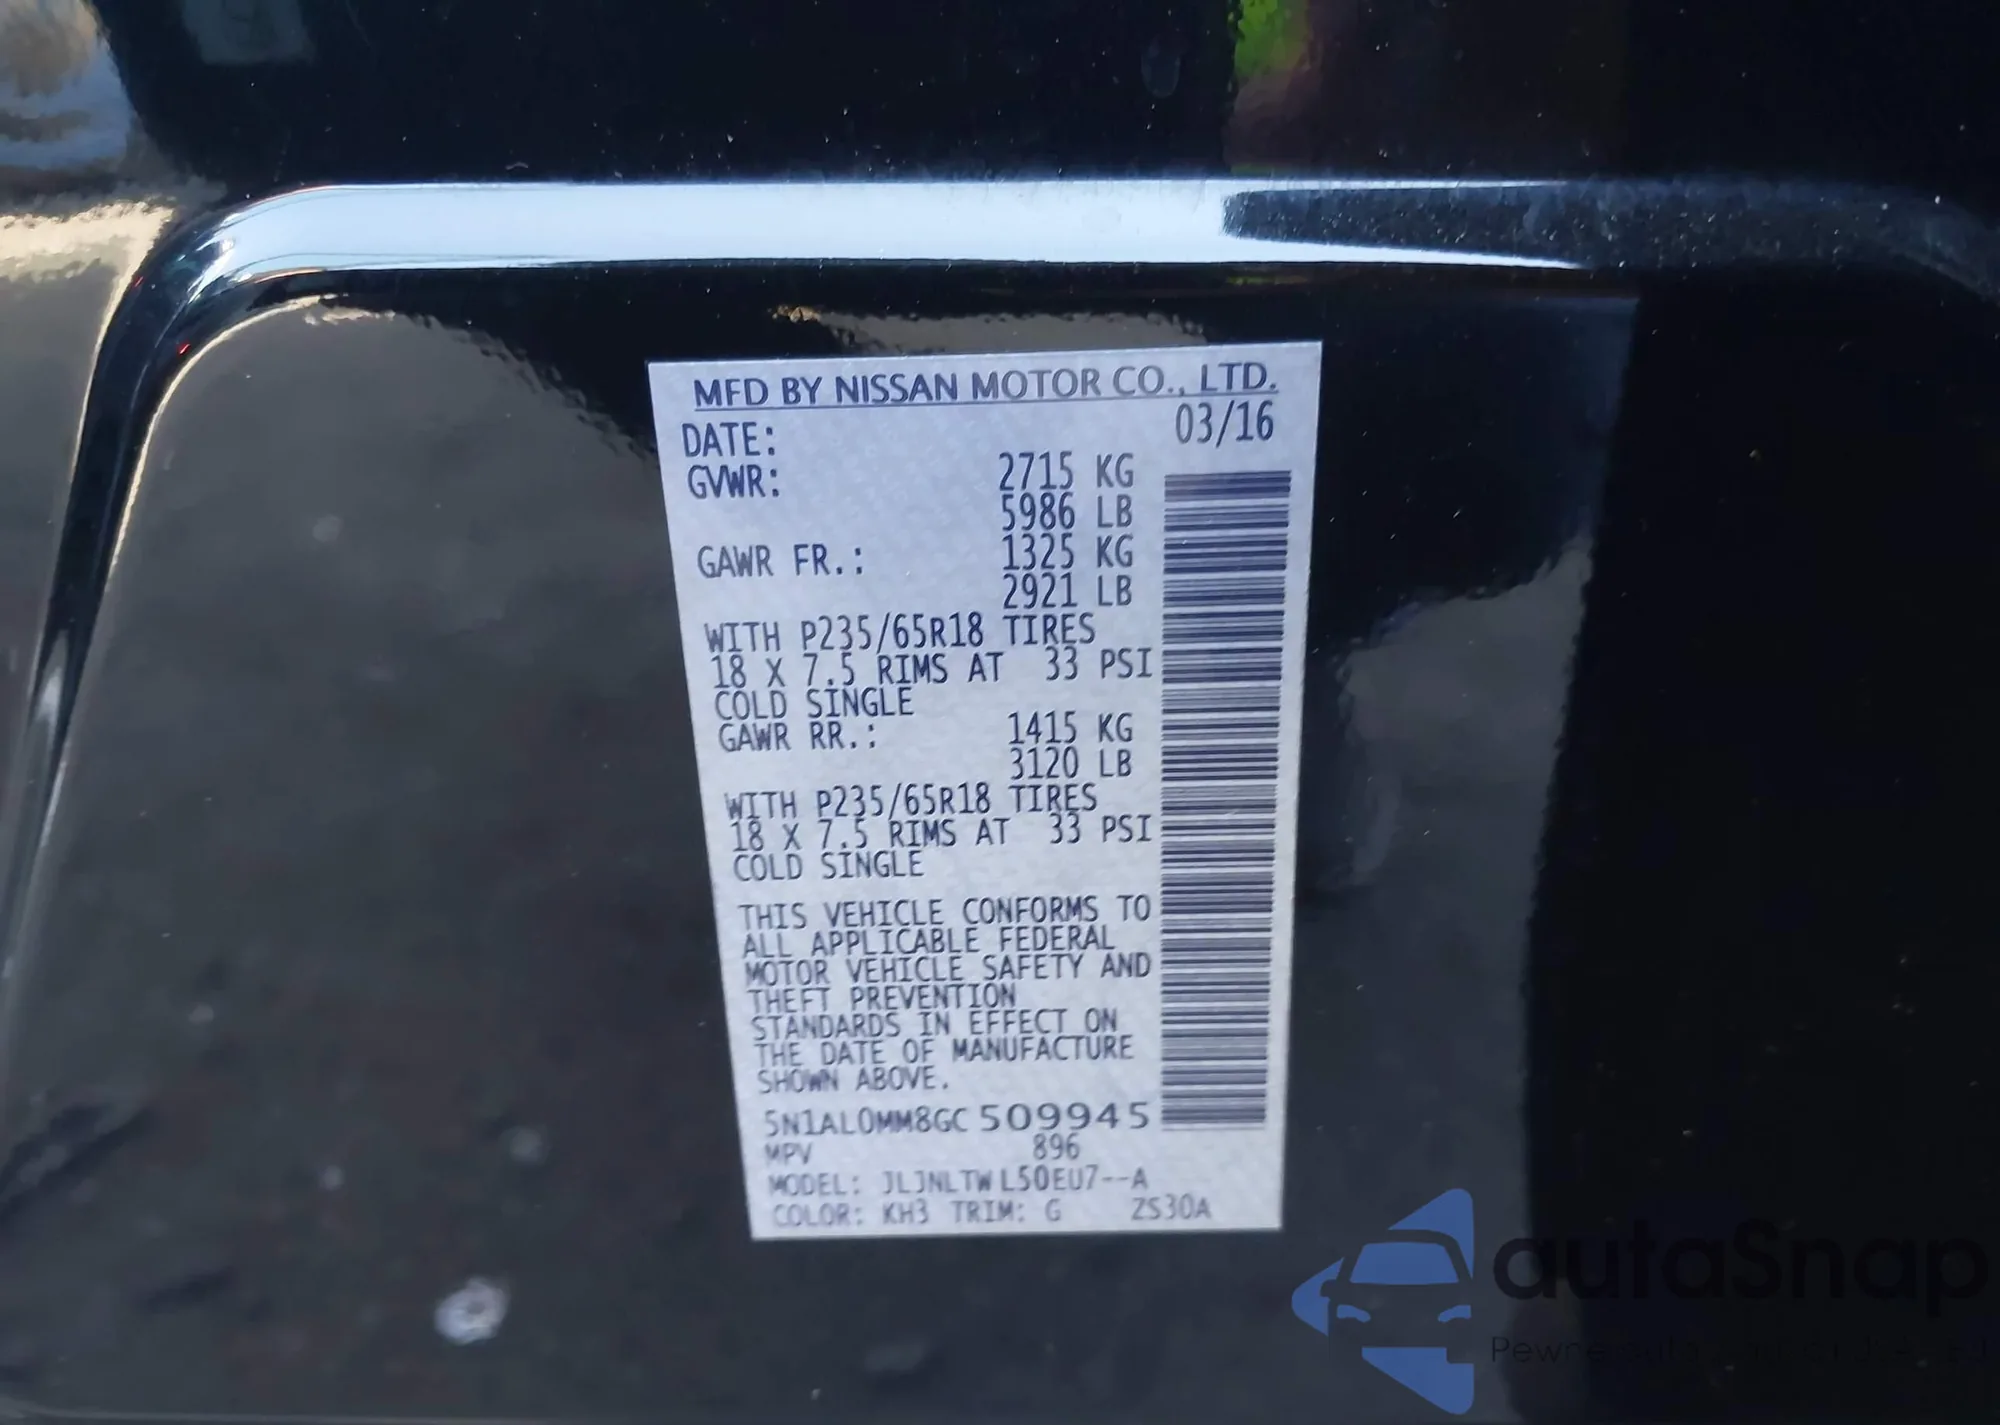 MFD BY NISSAN MOTOR CO., LTD.
DATE: 03/16
GVWR: 2715 KG
5986 LB
GAWR FR.: 1325 KG
2921 LB
WITH P235/65R18 TIRES
18 X 7.5 RIMS AT 33 PSI
COLD SINGLE
GAWR RR.: 1415 KG
3120 LB
WITH P235/65R18 TIRES
18 X 7.5 RIMS AT 33 PSI
COLD SINGLE
THIS VEHICLE CONFORMS TO
ALL APPLICABLE FEDERAL
MOTOR VEHICLE SAFETY AND
THEFT PREVENTION
STANDARDS IN EFFECT ON
THE DATE OF MANUFACTURE
SHOWN ABOVE.
5N1AL0MM8GC509945
MPV 896
MODEL: JLJNLTWL50EU7--A
COLOR: KH3 TRIM: G ZS30A
autaSnap
Pewne auta